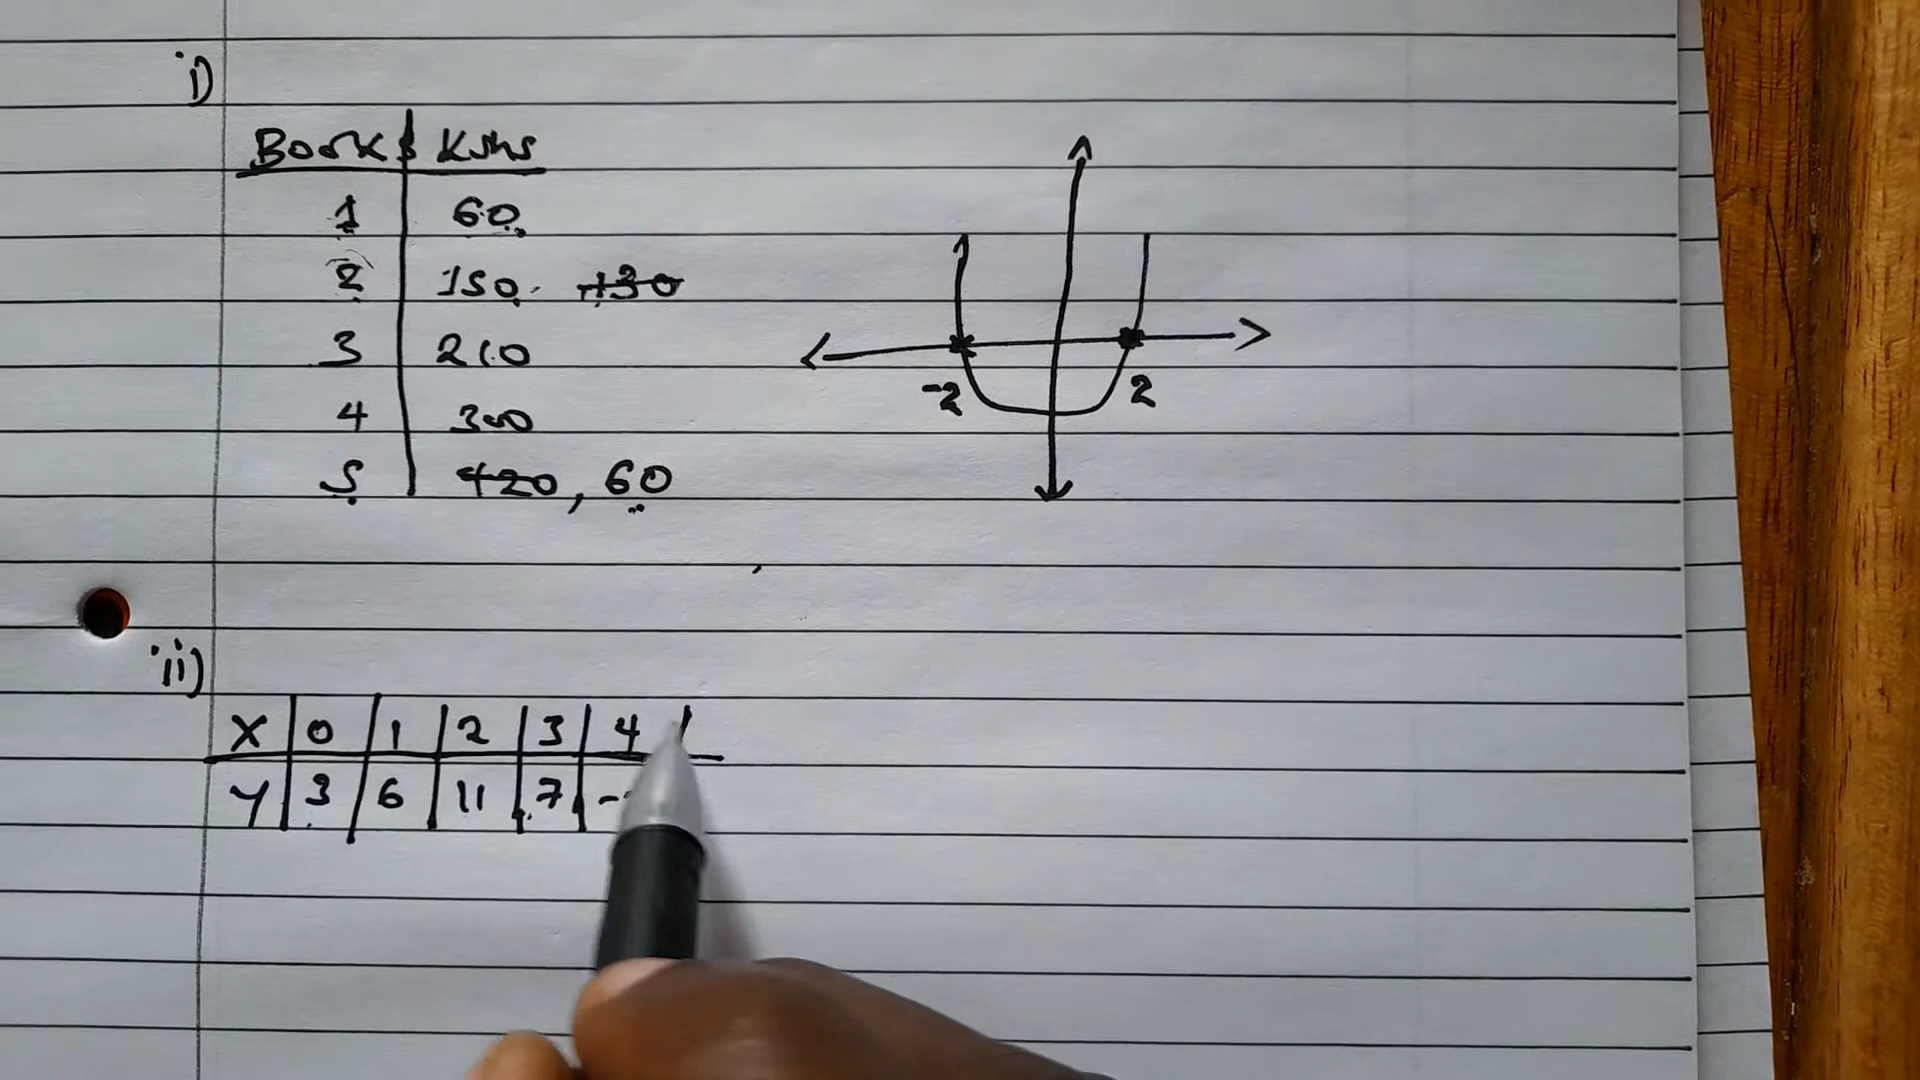 i)
Books Kshs
1 60
2 150 +30
3 210
4 300
5 420, 60
-2 2
ii)
X 0 1 2 3 4
Y 3 6 11 7